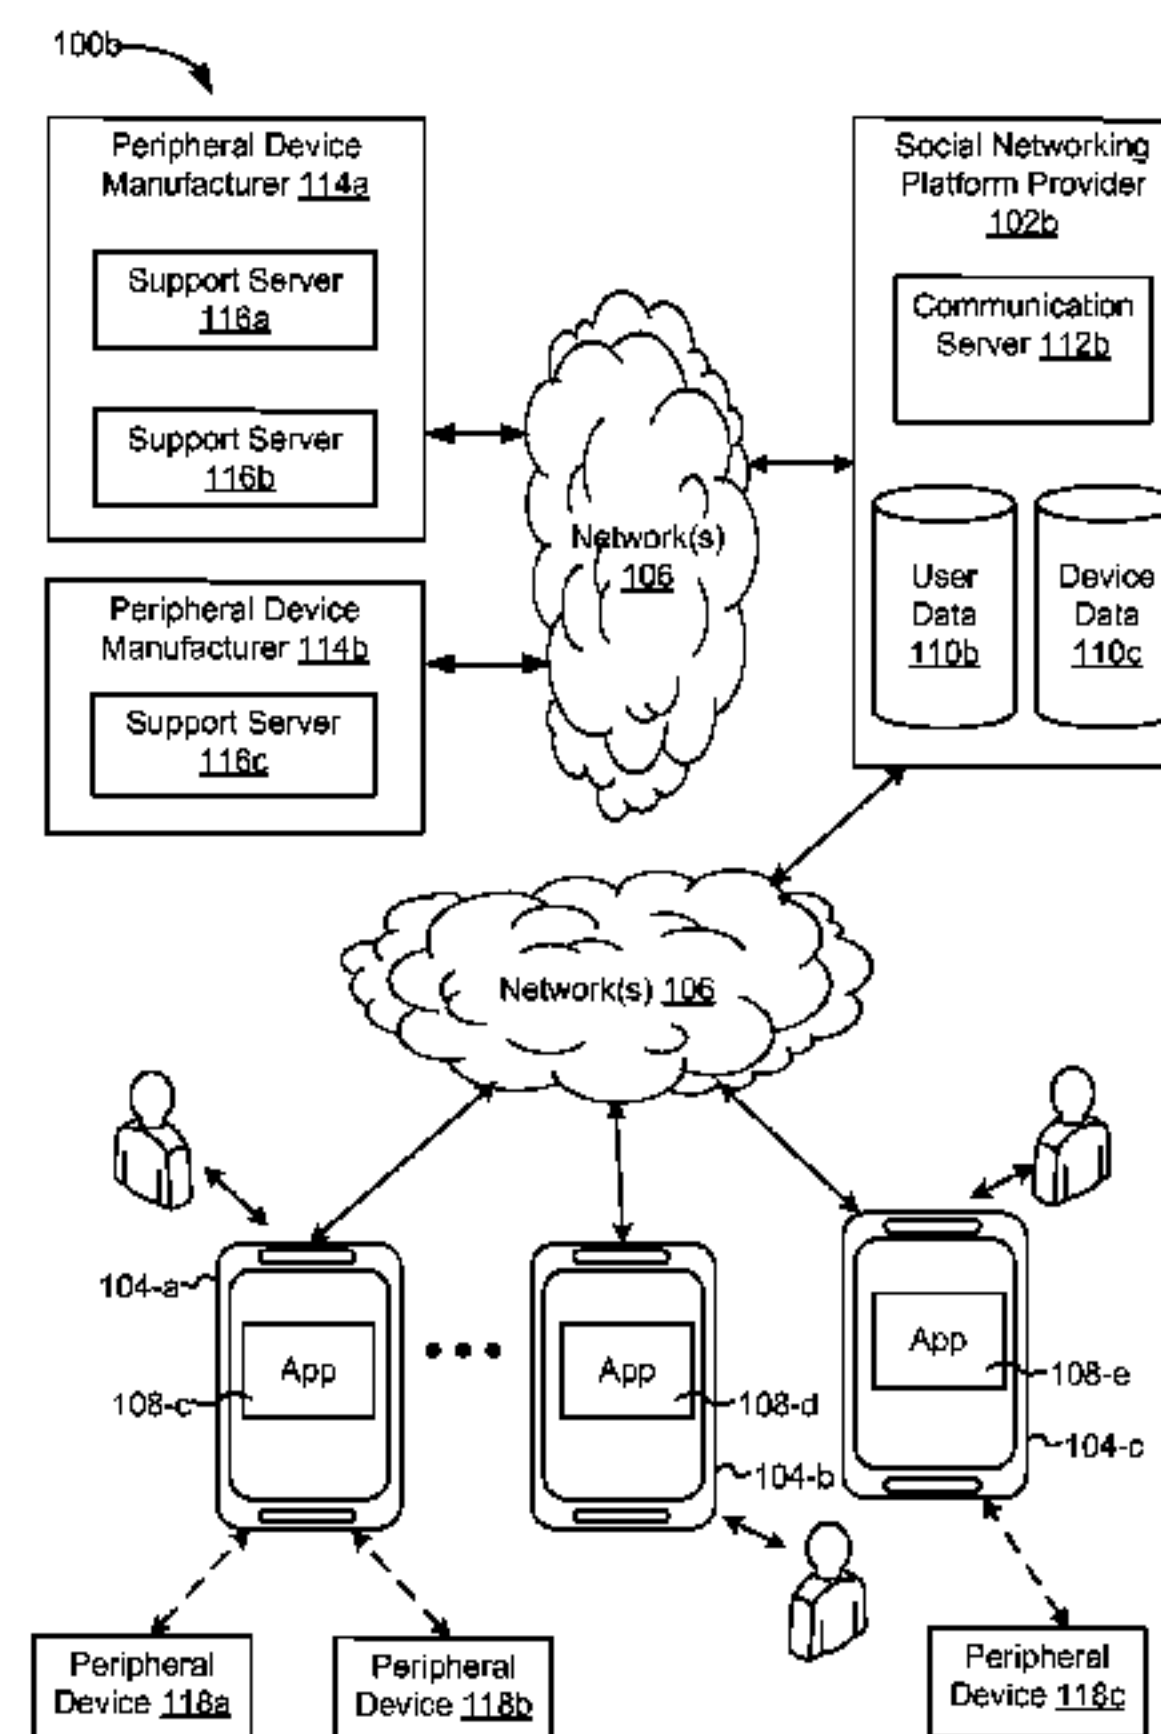 100b
Peripheral Device
Manufacturer 114a
Support Server
116a
Support Server
116b
Peripheral Device
Manufacturer 114b
Support Server
116c
Network(s)
106
Social Networking
Platform Provider
102b
Communication
Server 112b
User
Data
110b
Device
Data
110c
Network(s) 106
104-a
App
108-c
App
108-d
104-b
App
108-e
104-c
Peripheral
Device 118a
Peripheral
Device 118b
Peripheral
Device 118c